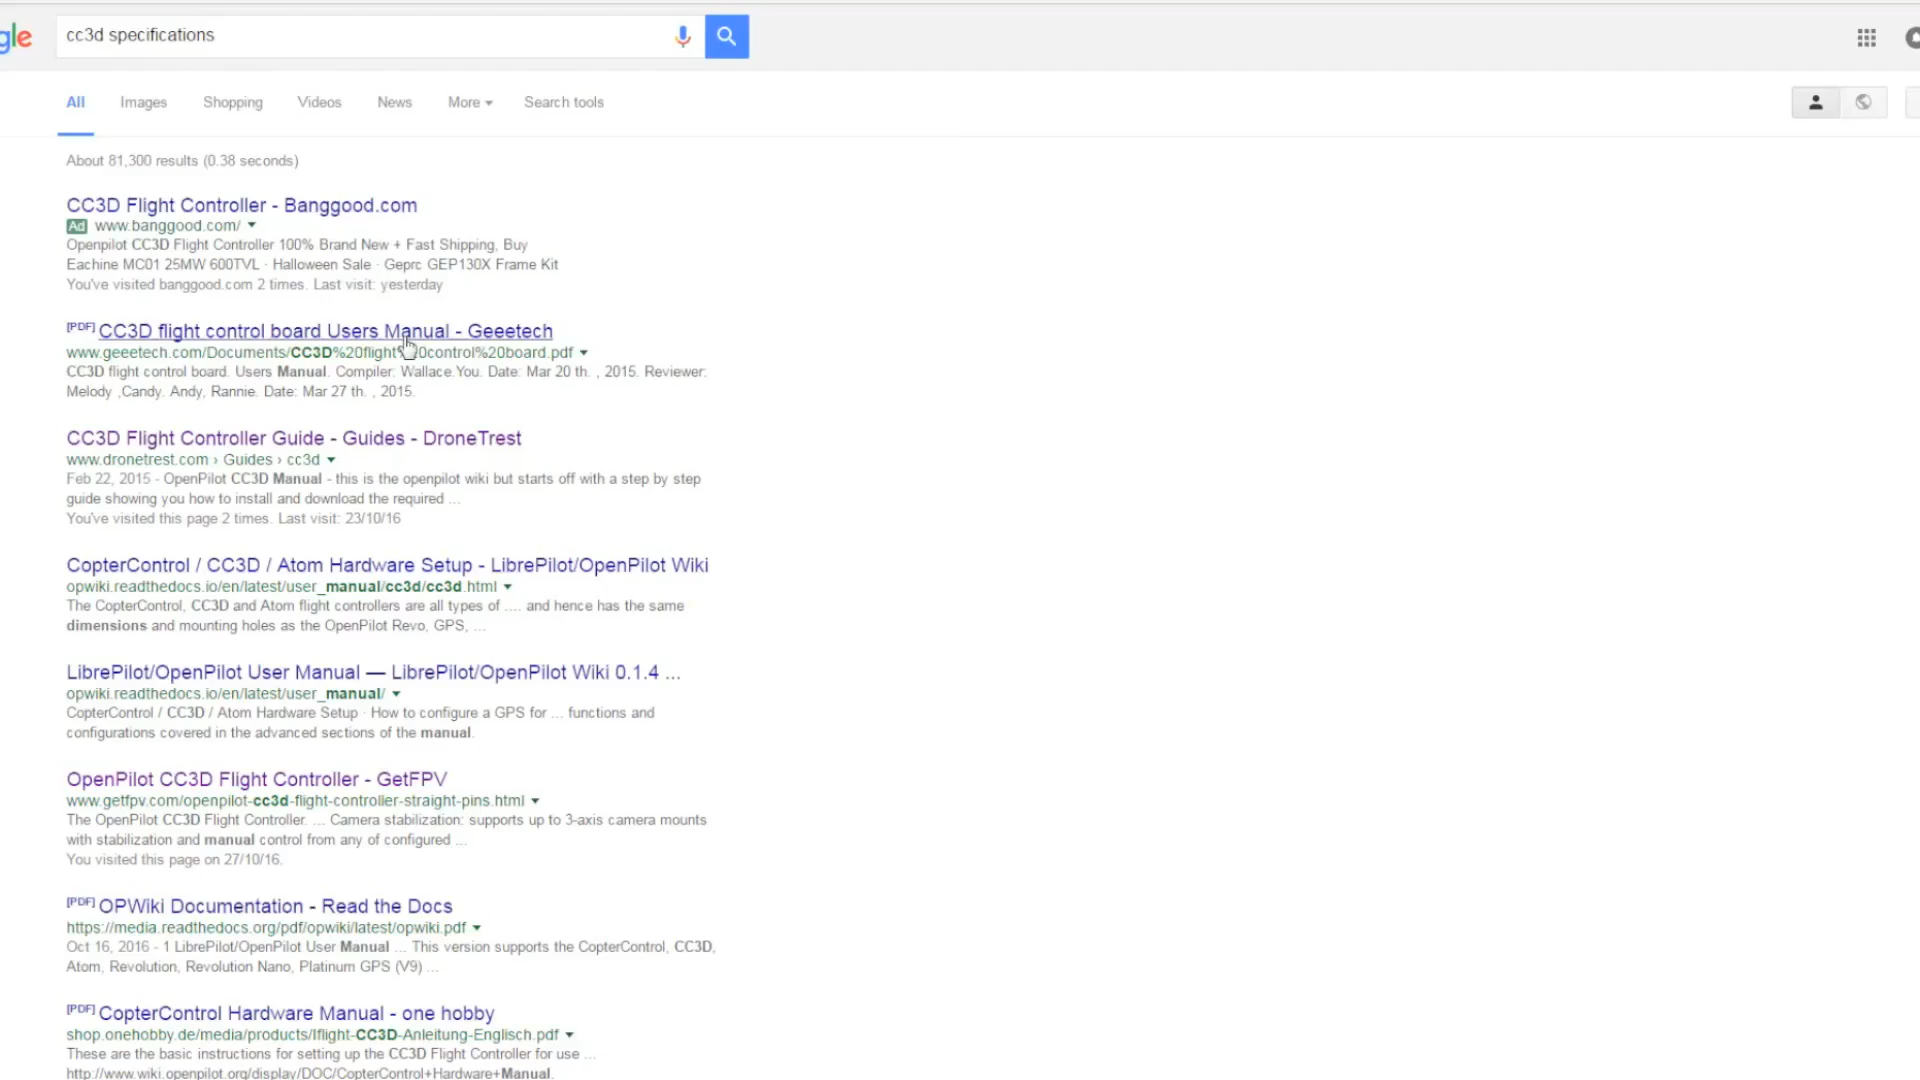 gle
cc3d specifications
All Images Shopping Videos News More Search tools
About 81,300 results (0.38 seconds)
CC3D Flight Controller - Banggood.com
Ad www.banggood.com/
Openpilot CC3D Flight Controller 100% Brand New + Fast Shipping, Buy
Eachine MC01 25MW 600TVL · Halloween Sale · Geprc GEP130X Frame Kit
You've visited banggood.com 2 times. Last visit: yesterday
[PDF] CC3D flight control board Users Manual - Geeetech
www.geeetech.com/Documents/CC3D%20flight%20control%20board.pdf
CC3D flight control board. Users Manual. Compiler: Wallace.You. Date: Mar 20 th. , 2015. Reviewer:
Melody ,Candy. Andy, Rannie. Date: Mar 27 th. , 2015.
CC3D Flight Controller Guide - Guides - DroneTrest
www.dronetrest.com › Guides › cc3d
Feb 22, 2015 - OpenPilot CC3D Manual - this is the openpilot wiki but starts off with a step by step
guide showing you how to install and download the required ...
You've visited this page 2 times. Last visit: 23/10/16
CopterControl / CC3D / Atom Hardware Setup - LibrePilot/OpenPilot Wiki
opwiki.readthedocs.io/en/latest/user_manual/cc3d/cc3d.html
The CopterControl, CC3D and Atom flight controllers are all types of .... and hence has the same
dimensions and mounting holes as the OpenPilot Revo, GPS, ...
LibrePilot/OpenPilot User Manual — LibrePilot/OpenPilot Wiki 0.1.4 ...
opwiki.readthedocs.io/en/latest/user_manual/
CopterControl / CC3D / Atom Hardware Setup · How to configure a GPS for ... functions and
configurations covered in the advanced sections of the manual.
OpenPilot CC3D Flight Controller - GetFPV
www.getfpv.com/openpilot-cc3d-flight-controller-straight-pins.html
The OpenPilot CC3D Flight Controller. ... Camera stabilization: supports up to 3-axis camera mounts
with stabilization and manual control from any of configured ...
You visited this page on 27/10/16.
[PDF] OPWiki Documentation - Read the Docs
https://media.readthedocs.org/pdf/opwiki/latest/opwiki.pdf
Oct 16, 2016 - 1 LibrePilot/OpenPilot User Manual ... This version supports the CopterControl, CC3D,
Atom, Revolution, Revolution Nano, Platinum GPS (V9) ...
[PDF] CopterControl Hardware Manual - one hobby
shop.onehobby.de/media/products/Iflight-CC3D-Anleitung-Englisch.pdf
These are the basic instructions for setting up the CC3D Flight Controller for use ...
http://www.wiki.openpilot.org/display/DOC/CopterControl+Hardware+Manual.